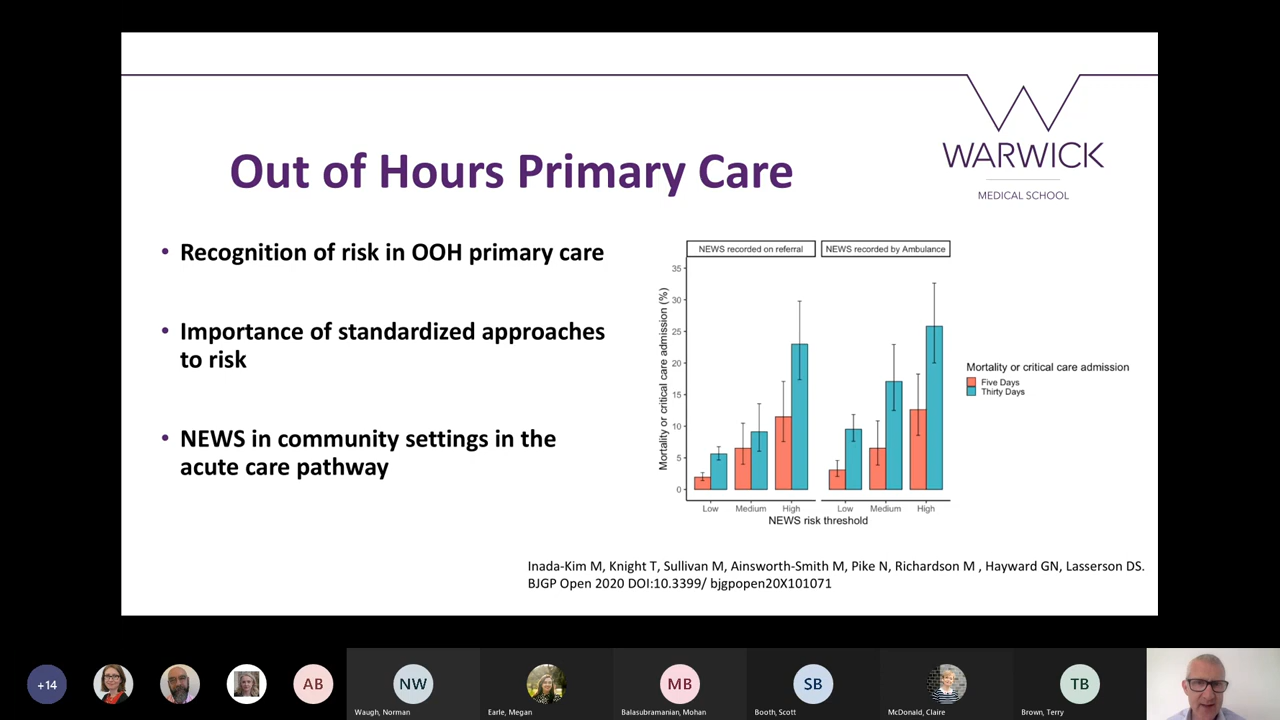 WARWICK
MEDICAL SCHOOL
Out of Hours Primary Care
• Recognition of risk in OOH primary care
• Importance of standardized approaches
to risk
• NEWS in community settings in the
acute care pathway
NEWS recorded on referral
NEWS recorded by Ambulance
Mortality or critical care admission (%)
35
30
25
20
15
10
5
0
Low Medium High Low Medium High
NEWS risk threshold
Mortality or critical care admission
Five Days
Thirty Days
Inada-Kim M, Knight T, Sullivan M, Ainsworth-Smith M, Pike N, Richardson M , Hayward GN, Lasserson DS.
BJGP Open 2020 DOI:10.3399/ bjgpopen20X101071
+14
AB
NW
MB
SB
TB
Waugh, Norman
Earle, Megan
Balasubramanian, Mohan
Booth, Scott
McDonald, Claire
Brown, Terry